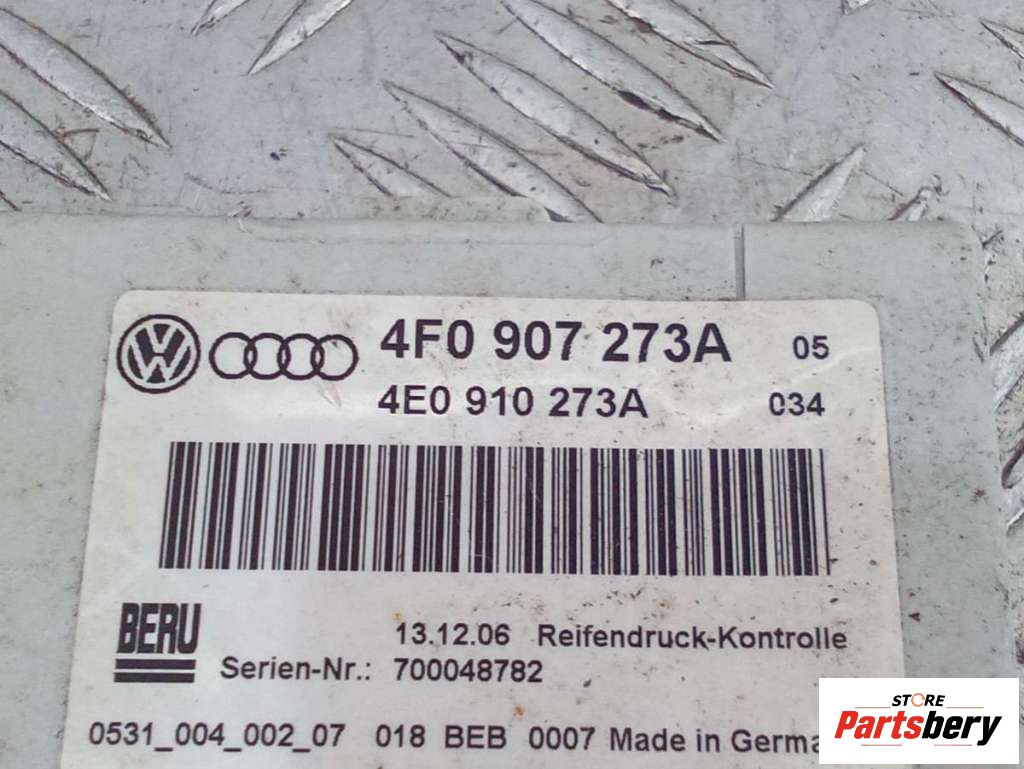 4F0 907 273A 05
4E0 910 273A 034
BERU
13.12.06 Reifendruck-Kontrolle
Serien-Nr.: 700048782
0531_004_002_07 018 BEB 0007 Made in Germa
STORE
Partsbery